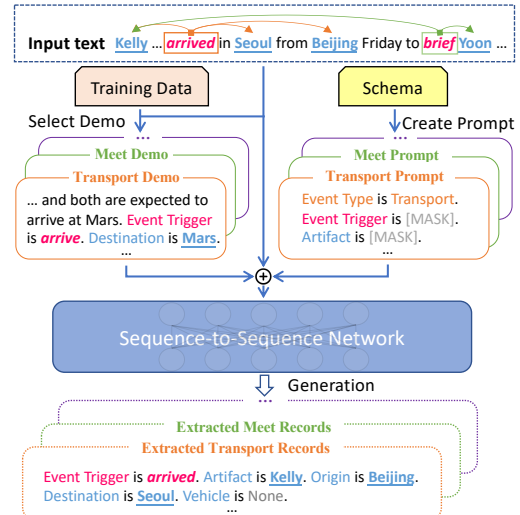 Input text Kelly ... arrived in Seoul from Beijing Friday to brief Yoon ...
Training Data
Schema
Select Demo
Create Prompt
...
Meet Demo
Transport Demo
... and both are expected to
arrive at Mars. Event Trigger
is arrive. Destination is Mars.
...
...
Meet Prompt
Transport Prompt
Event Type is Transport.
Event Trigger is [MASK].
Artifact is [MASK].
...
+
Sequence-to-Sequence Network
Generation
...
Extracted Meet Records
Extracted Transport Records
Event Trigger is arrived. Artifact is Kelly. Origin is Beijing.
Destination is Seoul. Vehicle is None.
...